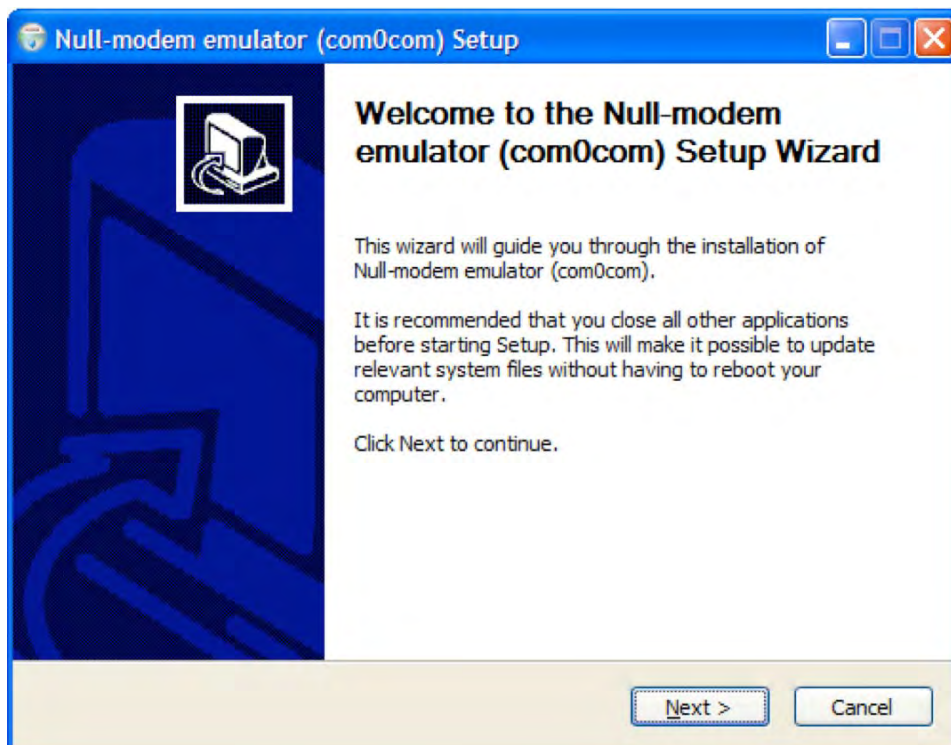 Null-modem emulator (com0com) Setup
Welcome to the Null-modem
emulator (com0com) Setup Wizard
This wizard will guide you through the installation of
Null-modem emulator (com0com).
It is recommended that you close all other applications
before starting Setup. This will make it possible to update
relevant system files without having to reboot your
computer.
Click Next to continue.
Next >
Cancel